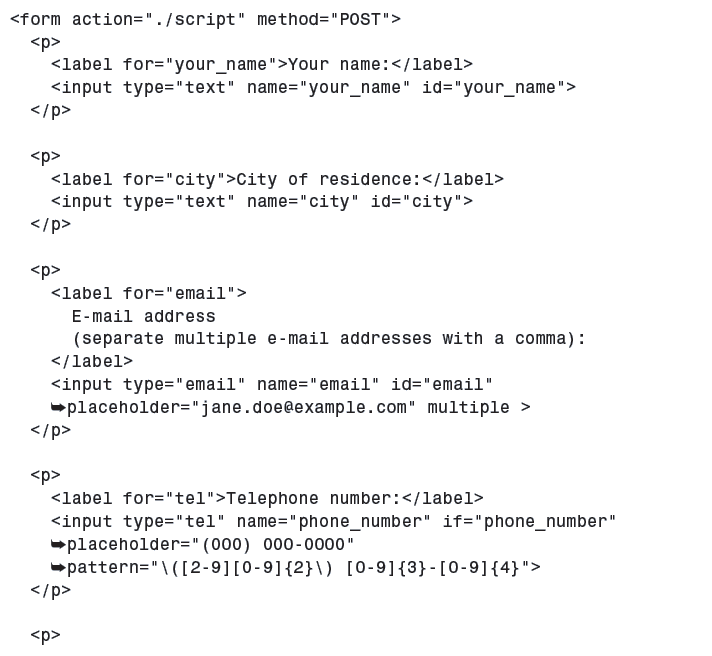 <form action="./script" method="POST">
<p>
<label for="your_name">Your name:</label>
<input type="text" name="your_name" id="your_name">
</p>
<p>
<label for="city">City of residence:</label>
<input type="text" name="city" id="city">
</p>
<p>
<label for="email">
E-mail address
(separate multiple e-mail addresses with a comma):
</label>
<input type="email" name="email" id="email"
➥placeholder="jane.doe@example.com" multiple >
</p>
<p>
<label for="tel">Telephone number:</label>
<input type="tel" name="phone_number" if="phone_number"
➥placeholder="(000) 000-0000"
➥pattern="\([2-9][0-9]{2}\) [0-9]{3}-[0-9]{4}">
</p>
<p>